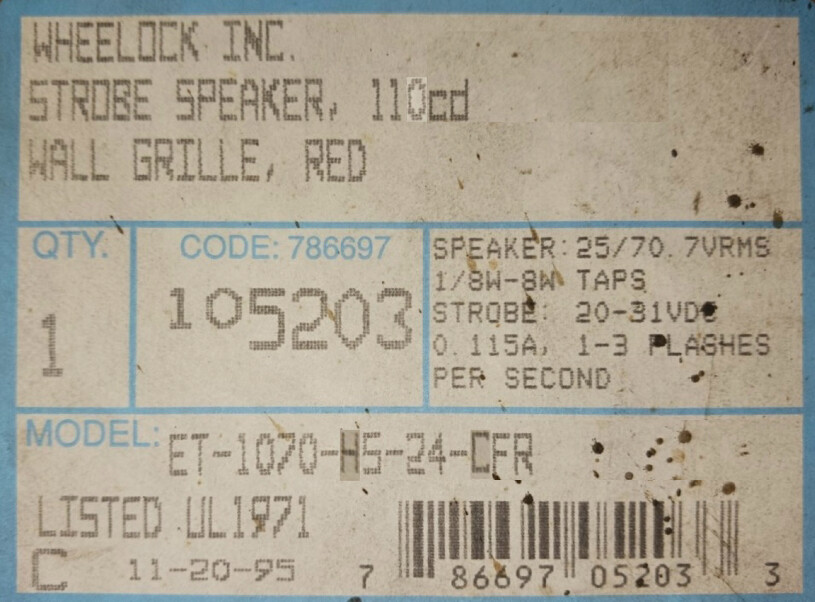 WHEELOCK INC.
STROBE SPEAKER, 110cd
WALL GRILLE, RED
QTY.
1
CODE: 786697
105203
SPEAKER: 25/70.7VRMS
1/8W-8W TAPS
STROBE: 20-31VDC
0.115A, 1-3 FLASHES
PER SECOND
MODEL: ET-1070-H5-24-CFR
LISTED UL1971
C 11-20-95
7 86697 05203 3